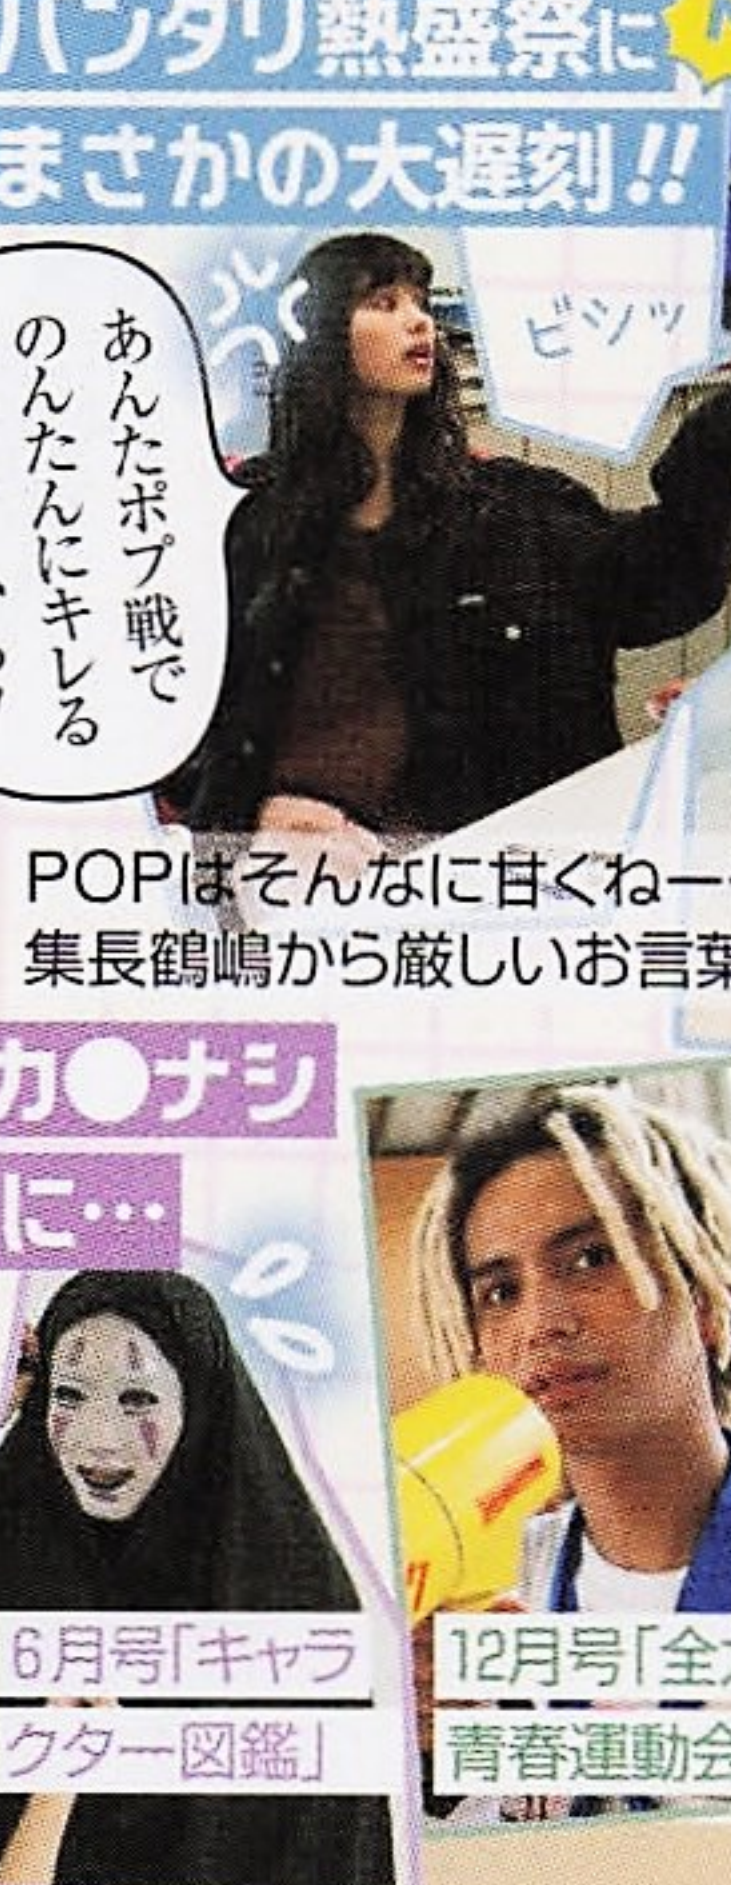 ハンタリ熱盛祭に
まさかの大遅刻!!
ビシッ
あんたポプ戦で
のんたんにキレる
POPはそんなに甘くねー
集長鶴嶋から厳しいお言葉
カ●ナシ
に…
6月号「キャラ
クター図鑑」
12月号「全
青春運動会